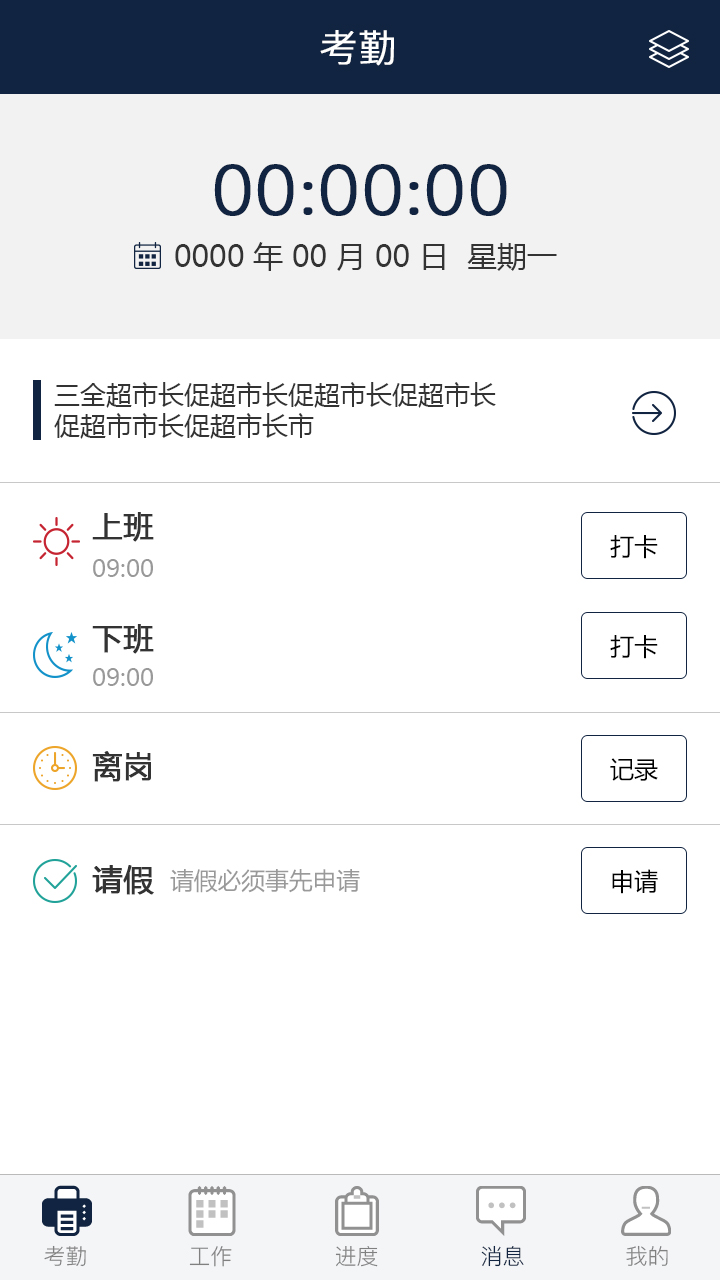 考勤
00:00:00
0000 年 00 月 00 日 星期一
三全超市长促超市长促超市长促超市长
促超市市长促超市长市
上班
09:00
打卡
下班
09:00
打卡
离岗
记录
请假 请假必须事先申请
申请
考勤 工作 进度 消息 我的